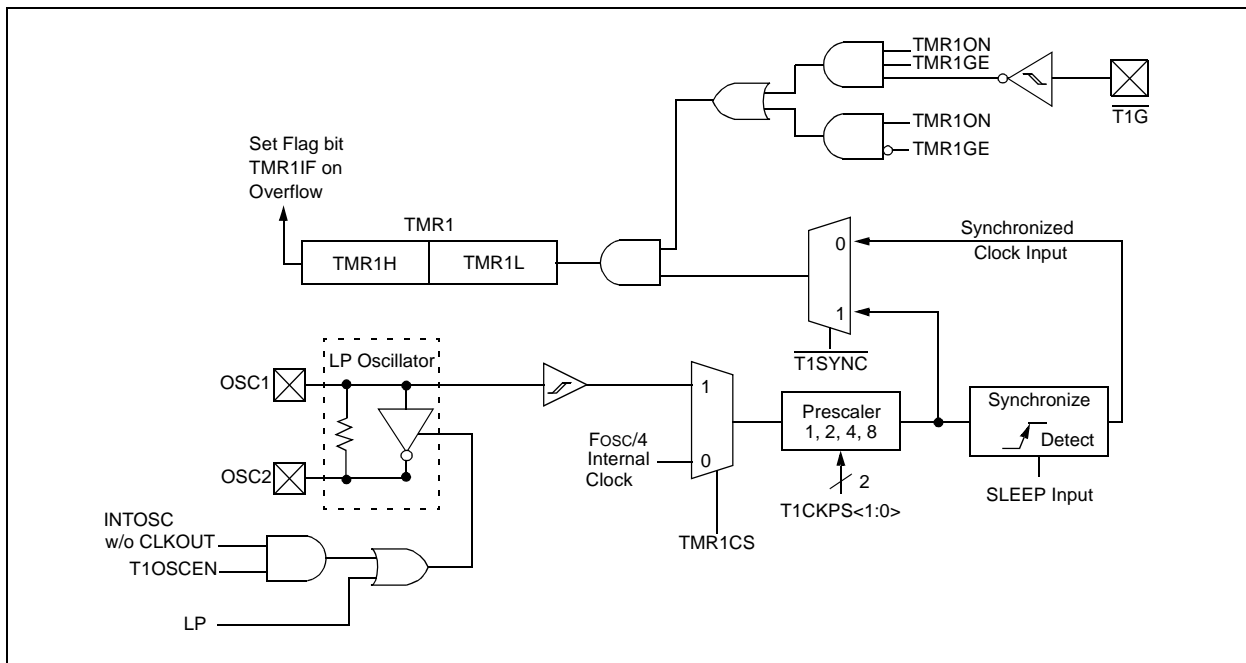 TMR1ON
TMR1GE
T1G
TMR1ON
TMR1GE
Set Flag bit
TMR1IF on
Overflow
TMR1
TMR1H
TMR1L
0
1
Synchronized
Clock Input
T1SYNC
LP Oscillator
OSC1
OSC2
1
0
FOSC/4
Internal
Clock
Prescaler
1, 2, 4, 8
Synchronize
Detect
2
T1CKPS<1:0>
SLEEP Input
TMR1CS
INTOSC
w/o CLKOUT
T1OSCEN
LP